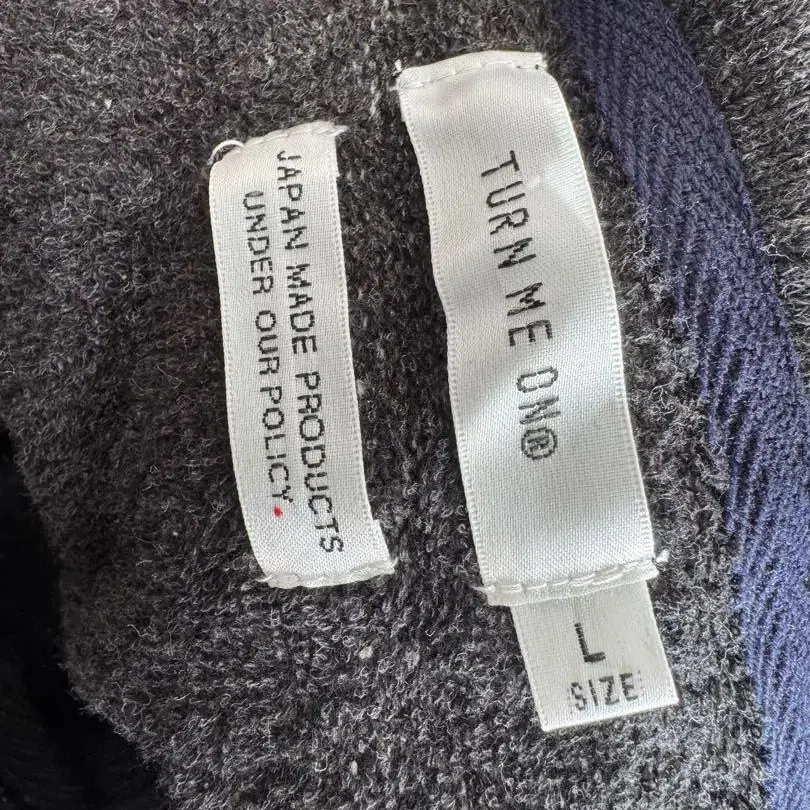 JAPAN MADE PRODUCTS
UNDER OUR POLICY.
TURN ME ON®
L
SIZE